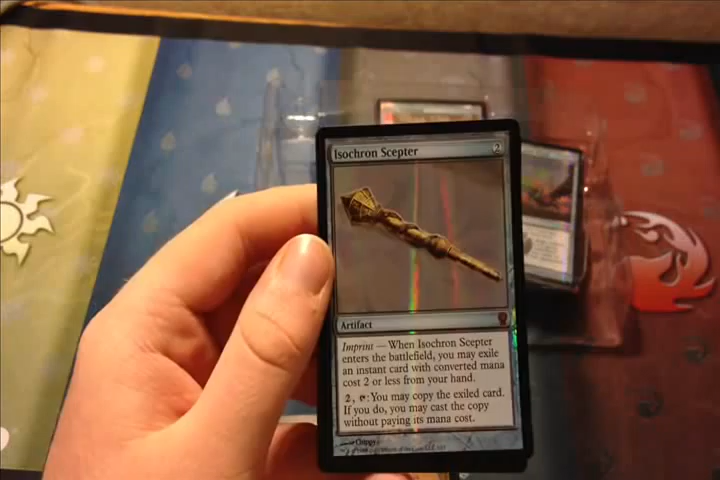 Isochron Scepter 2
Artifact
Imprint — When Isochron Scepter
enters the battlefield, you may exile
an instant card with converted mana
cost 2 or less from your hand.
2, T: You may copy the exiled card.
If you do, you may cast the copy
without paying its mana cost.